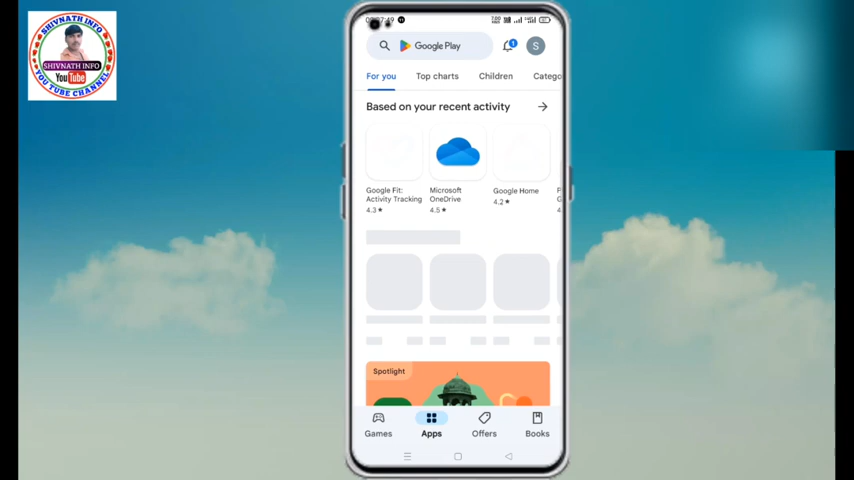 SHIVNATH INFO
SHIVNATH INFO
YouTube
YOU TUBE CHANNEL
Google Play
1
S
For you
Top charts
Children
Catego
Based on your recent activity
Google Fit:
Activity Tracking
4.3★
Microsoft
OneDrive
4.5★
Google Home
4.2★
Spotlight
Games
Apps
Offers
Books